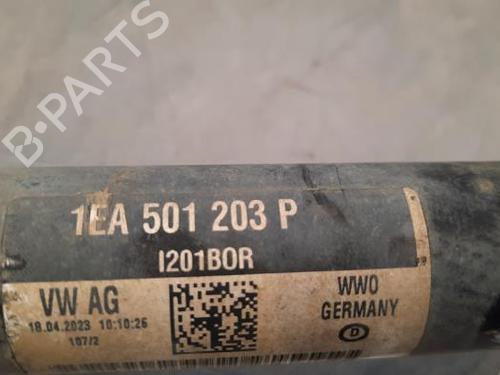 B-PARTS
1EA 501 203 P
I201BOR
VW AG
18.04.2023 10:10:26
107/2
WWO
GERMANY
D